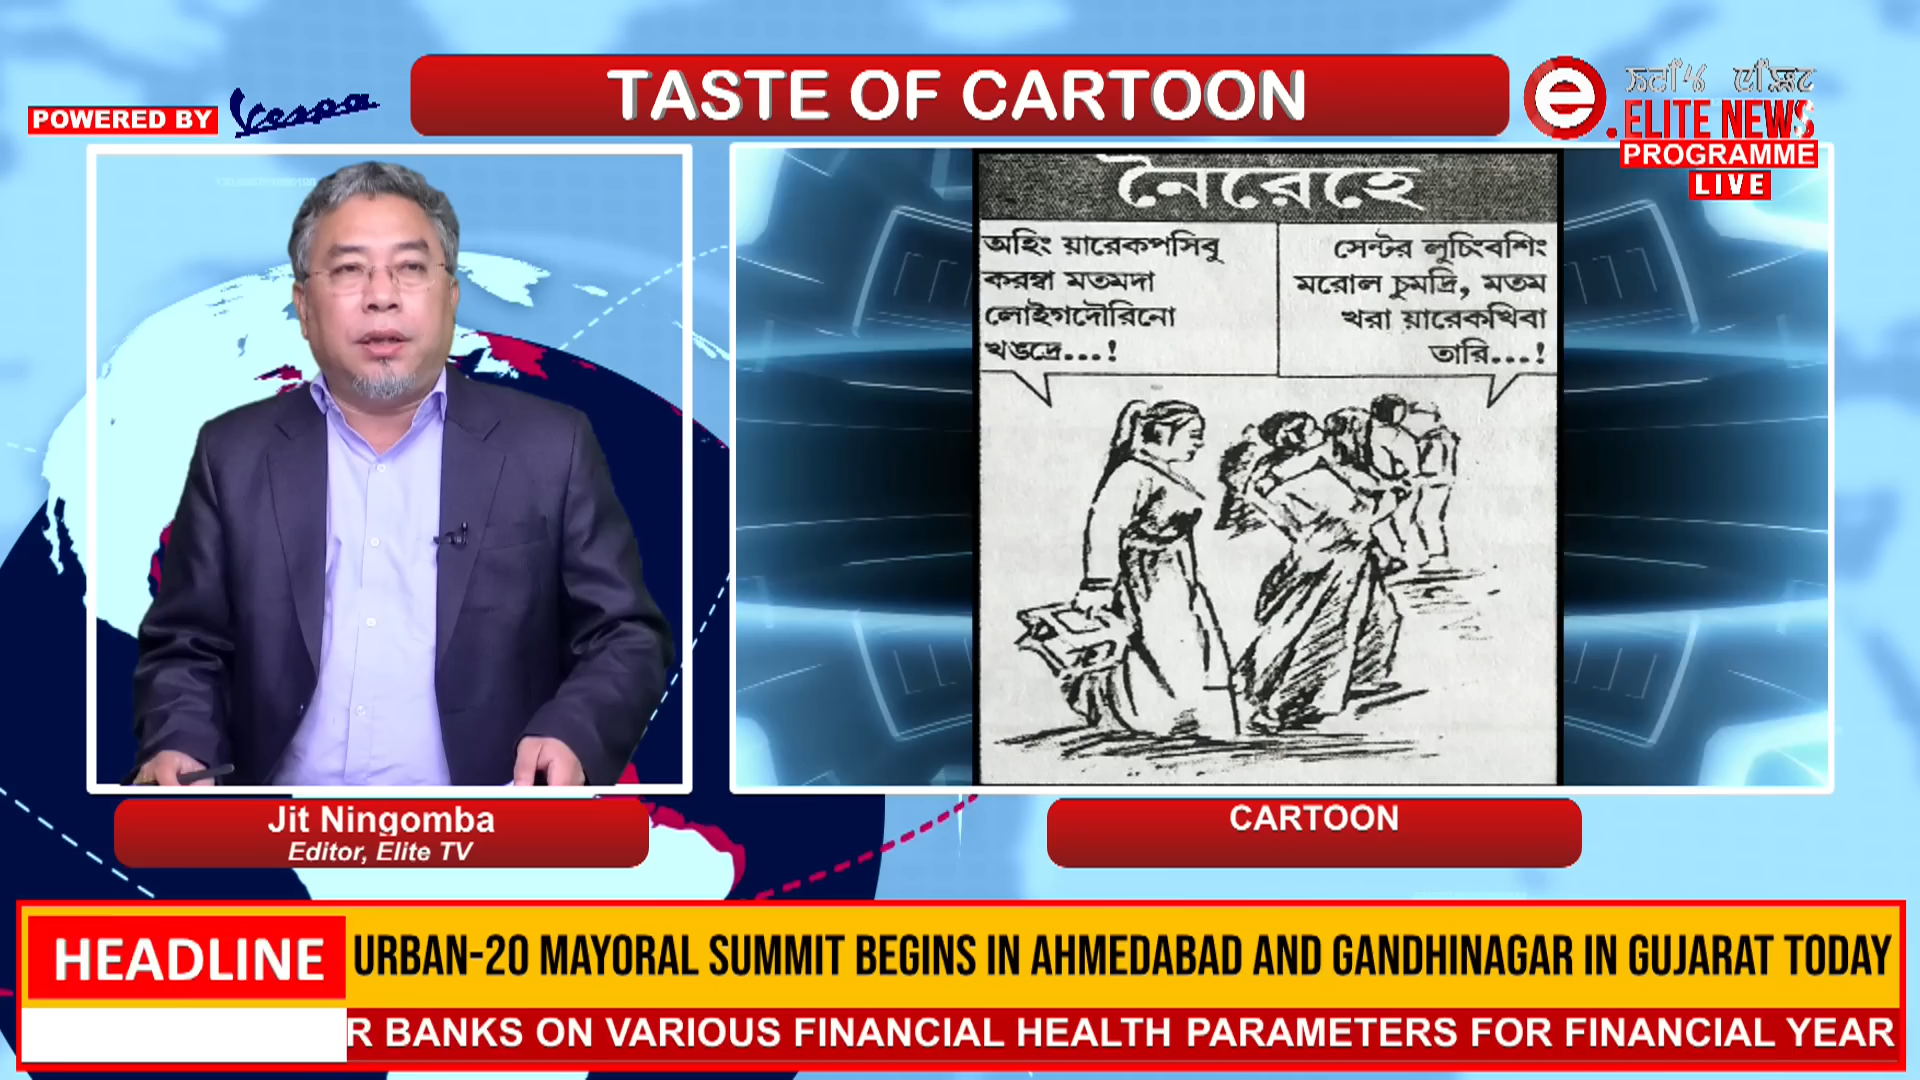 TASTE OF CARTOON
POWERED BY Vespa
e.
ꯏꯂꯥꯏꯠ ꯄꯥꯎ
ELITE NEWS
PROGRAMME
LIVE
নৈরেহে
অহিং য়ারেকপসিবু
করম্বা মতমদা
লোইগদৌরিনো
খঙদ্রে...!
সেন্টর লুচিংবশিং
মরোল চুমদ্রি, মতম
খরা য়ারেকখিবা
তারি...!
Jit Ningomba
Editor, Elite TV
CARTOON
HEADLINE
URBAN-20 MAYORAL SUMMIT BEGINS IN AHMEDABAD AND GANDHINAGAR IN GUJARAT TODAY
R BANKS ON VARIOUS FINANCIAL HEALTH PARAMETERS FOR FINANCIAL YEAR